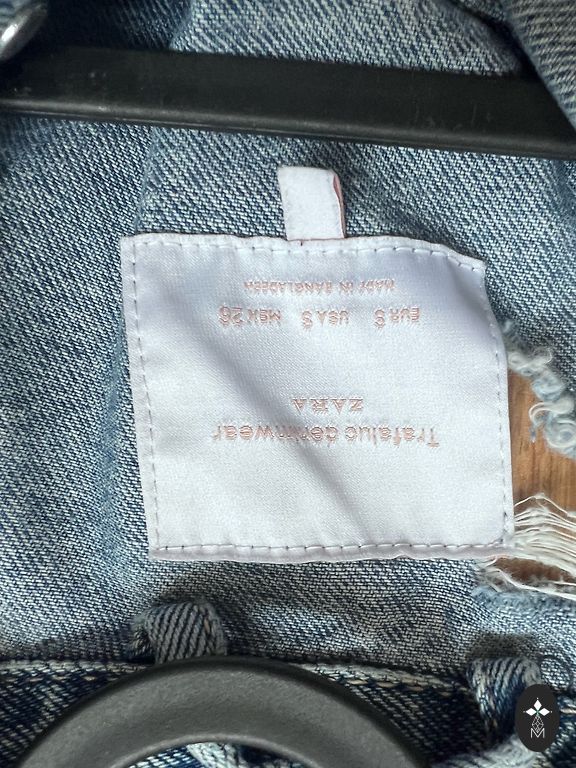 Trafaluc denimwear
ZARA
EUR S USA S MEX 26
MADE IN BANGLADESH